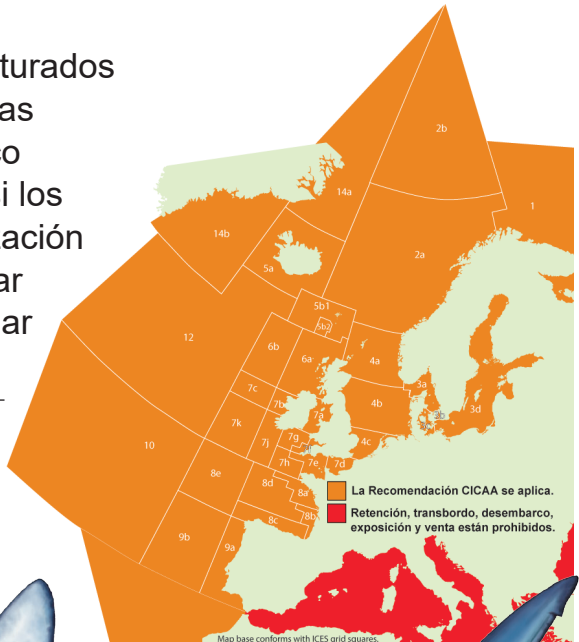 turados
as
co
si los
zación
ar
ar
2b
1
14a
14b
2a
5a
5b1
5b2
12
6b
6a
4a
7c
7b
7a
4b
3a
3d
10
7k
7j
7g
4c
8e
7h
7e
7d
8d
8a
8c
8b
9b
9a
La Recomendación CICAA se aplica.
Retención, transbordo, desembarco,
exposición y venta están prohibidos.
Map base conforms with ICES grid squares.